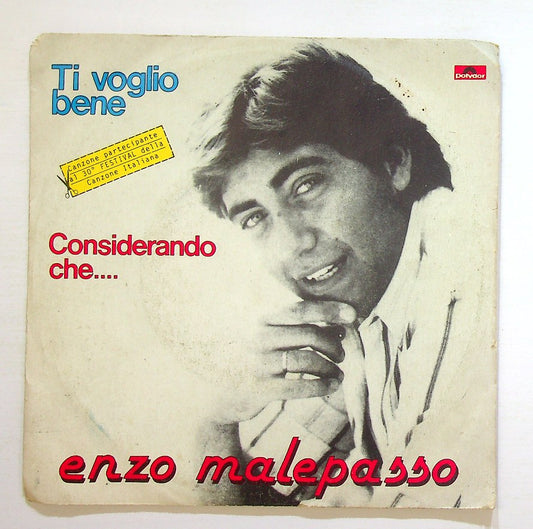 Ti voglio
bene
Polydor
Canzone partecipante
al 30° FESTIVAL della
Canzone Italiana
Considerando
che....
enzo malepasso